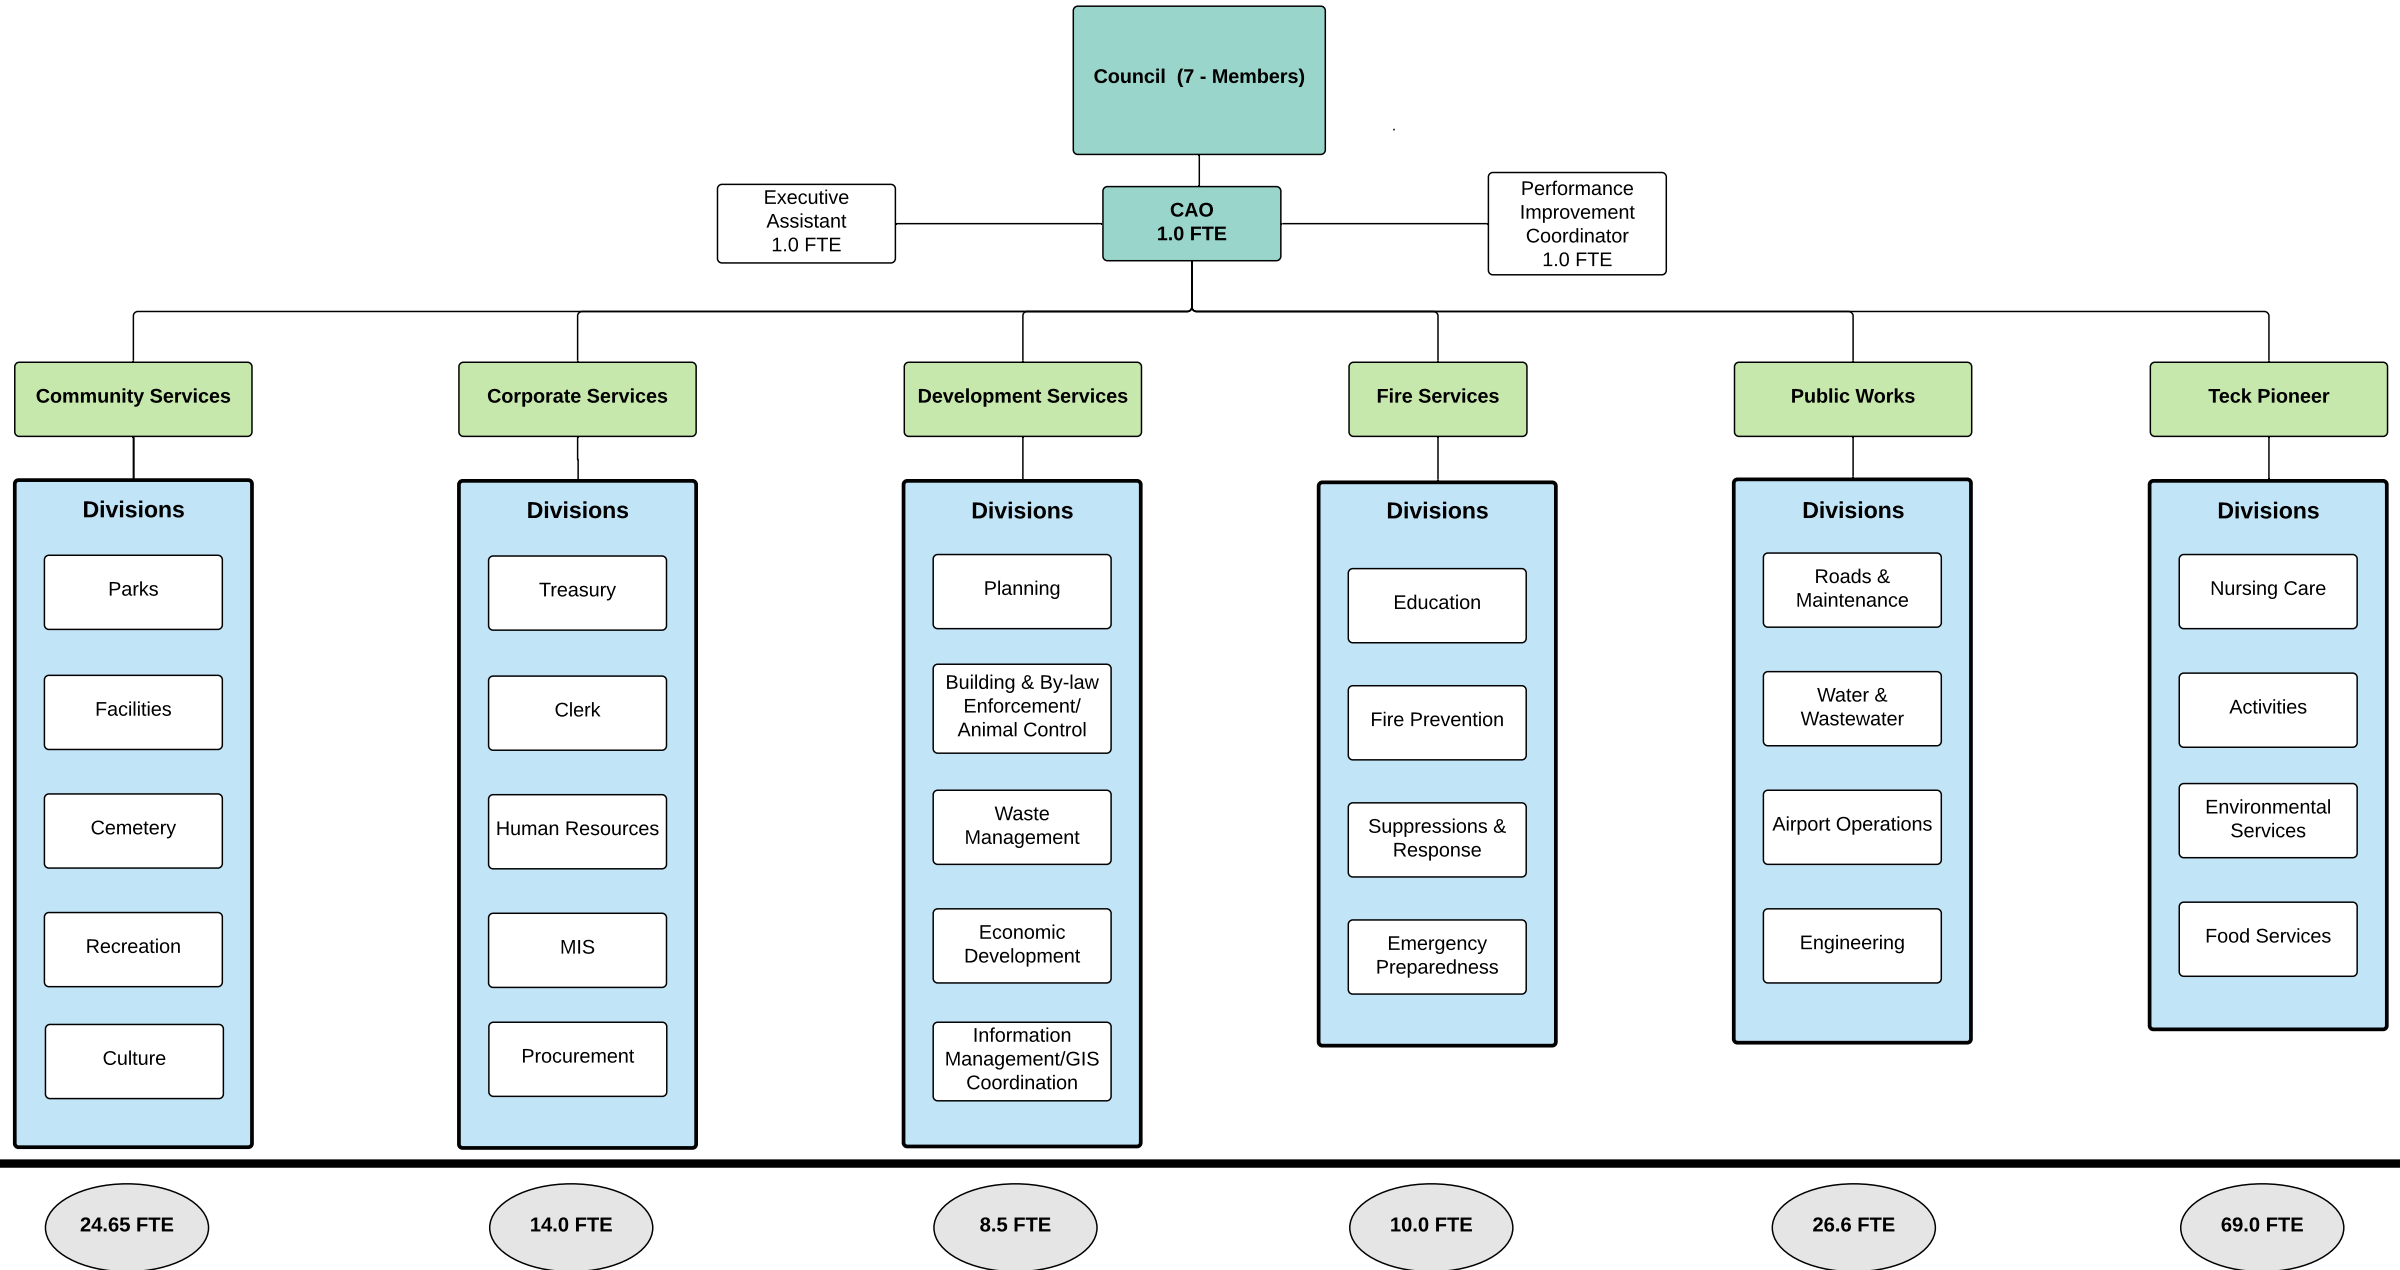 Council  (7 - Members)
Executive
Assistant
1.0 FTE
CAO
1.0 FTE
Performance
Improvement
Coordinator
1.0 FTE
Community Services
Corporate Services
Development Services
Fire Services
Public Works
Teck Pioneer
Divisions
Parks
Facilities
Cemetery
Recreation
Culture
Divisions
Treasury
Clerk
Human Resources
MIS
Procurement
Divisions
Planning
Building & By-law
Enforcement/
Animal Control
Waste
Management
Economic
Development
Information
Management/GIS
Coordination
Divisions
Education
Fire Prevention
Suppressions &
Response
Emergency
Preparedness
Divisions
Roads &
Maintenance
Water &
Wastewater
Airport Operations
Engineering
Divisions
Nursing Care
Activities
Environmental
Services
Food Services
24.65 FTE
14.0 FTE
8.5 FTE
10.0 FTE
26.6 FTE
69.0 FTE